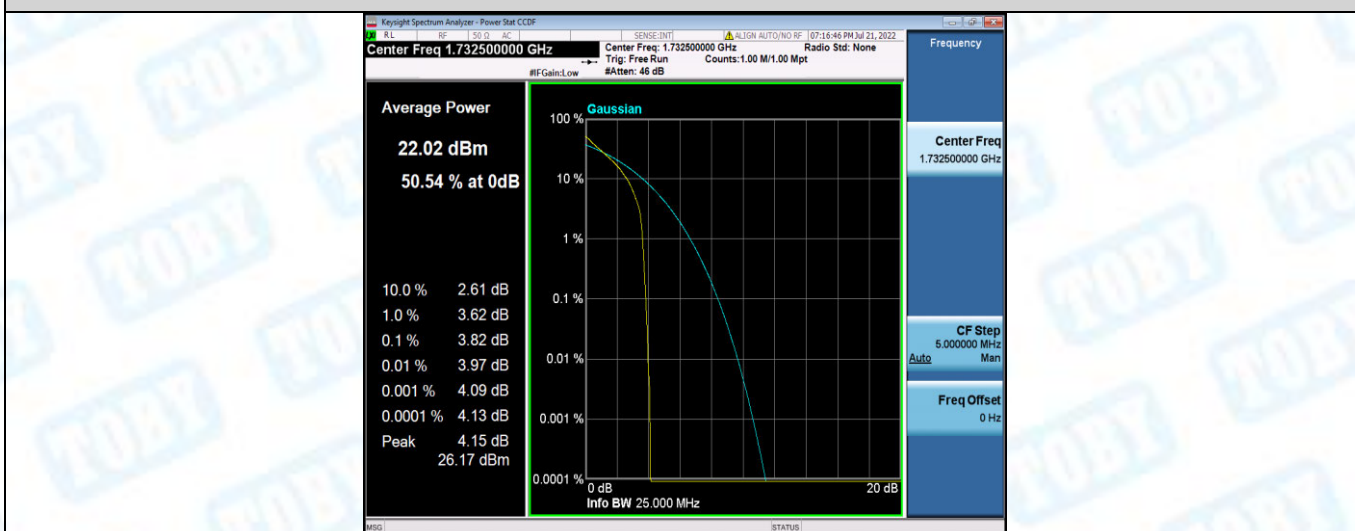 Keysight Spectrum Analyzer - Power Stat CCDF
RL RF 50 Ω AC SENSE:INT ALIGN AUTO/NO RF 07:16:46 PM Jul 21, 2022
Center Freq 1.732500000 GHz
Center Freq: 1.732500000 GHz Radio Std: None
Trig: Free Run Counts:1.00 M/1.00 Mpt
#IFGain:Low #Atten: 46 dB
Frequency
Average Power
22.02 dBm
50.54 % at 0dB
10.0 % 2.61 dB
1.0 % 3.62 dB
0.1 % 3.82 dB
0.01 % 3.97 dB
0.001 % 4.09 dB
0.0001 % 4.13 dB
Peak 4.15 dB
26.17 dBm
Gaussian
100 %
10 %
1 %
0.1 %
0.01 %
0.001 %
0.0001 %
0 dB 20 dB
Info BW 25.000 MHz
Center Freq
1.732500000 GHz
CF Step
5.000000 MHz
Auto Man
Freq Offset
0 Hz
MSG STATUS
TOBY
TOBY
TOBY
TOBY
TOBY
TOBY
TOBY